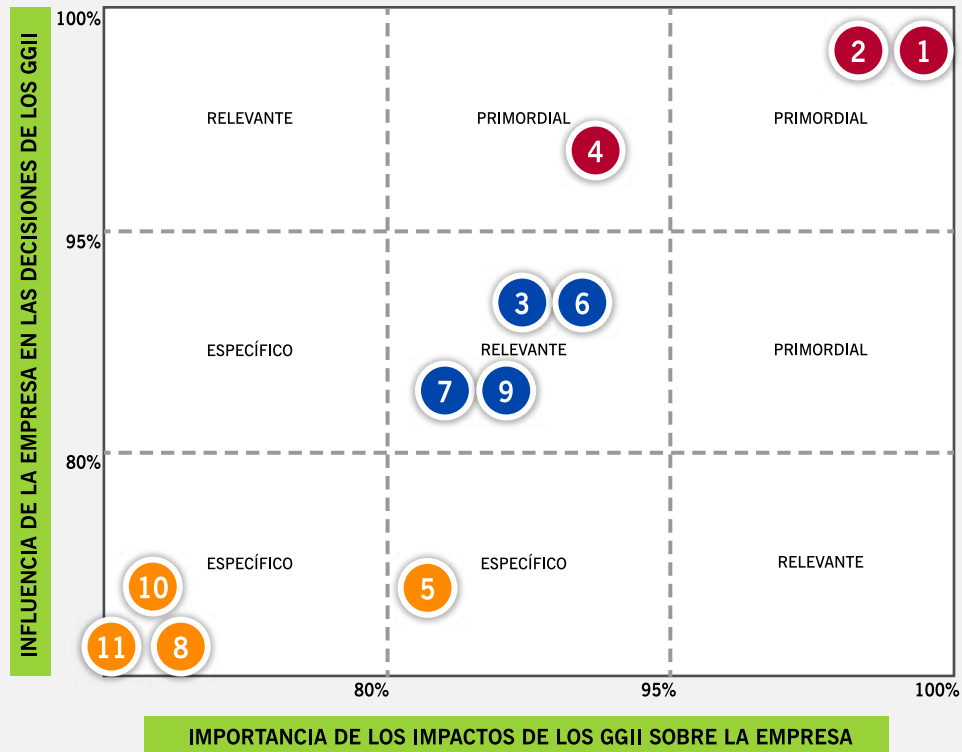 INFLUENCIA DE LA EMPRESA EN LAS DECISIONES DE LOS GGII
100%
2 1
RELEVANTE PRIMORDIAL PRIMORDIAL
4
95%
3 6
ESPECÍFICO RELEVANTE PRIMORDIAL
7 9
80%
ESPECÍFICO ESPECÍFICO RELEVANTE
10 5
11 8
80% 95% 100%
IMPORTANCIA DE LOS IMPACTOS DE LOS GGII SOBRE LA EMPRESA